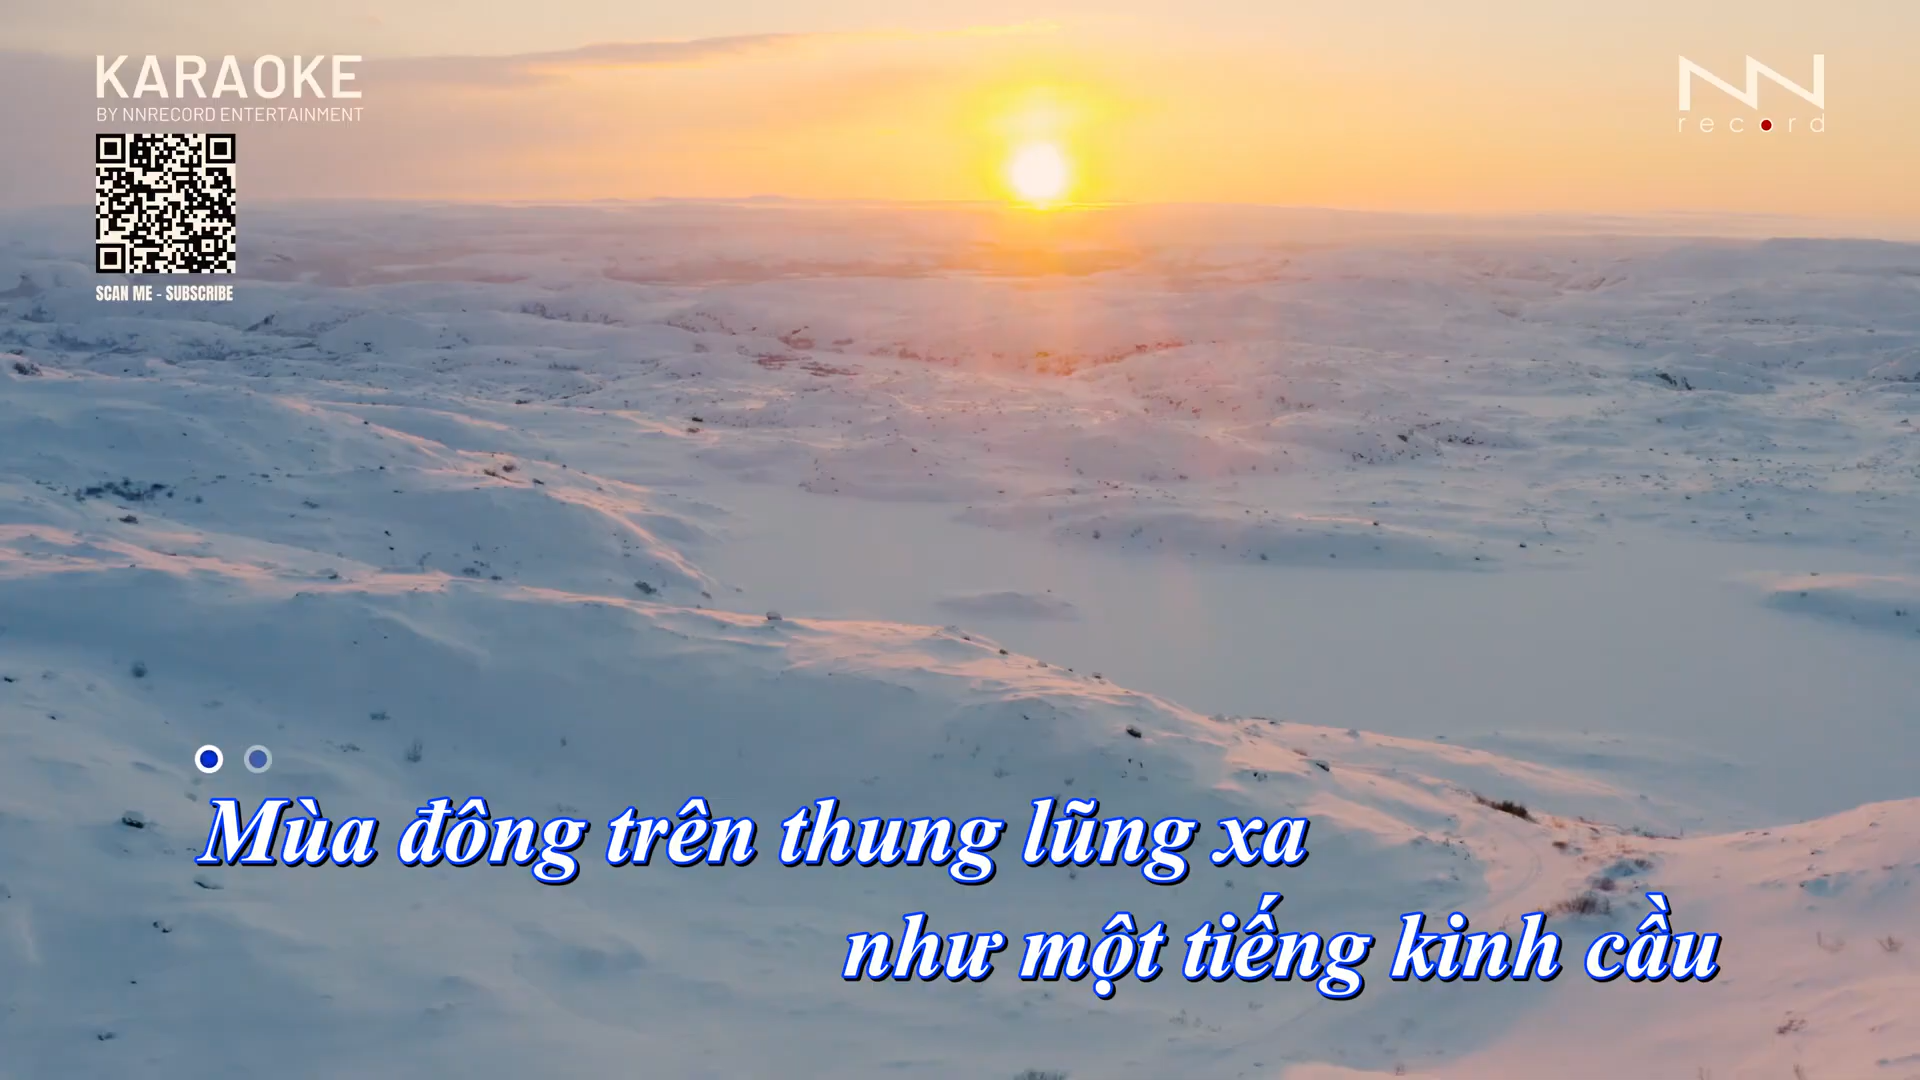 KARAOKE
BY NNRECORD ENTERTAINMENT
SCAN ME - SUBSCRIBE
NN
record
Mùa đông trên thung lũng xa
như một tiếng kinh cầu